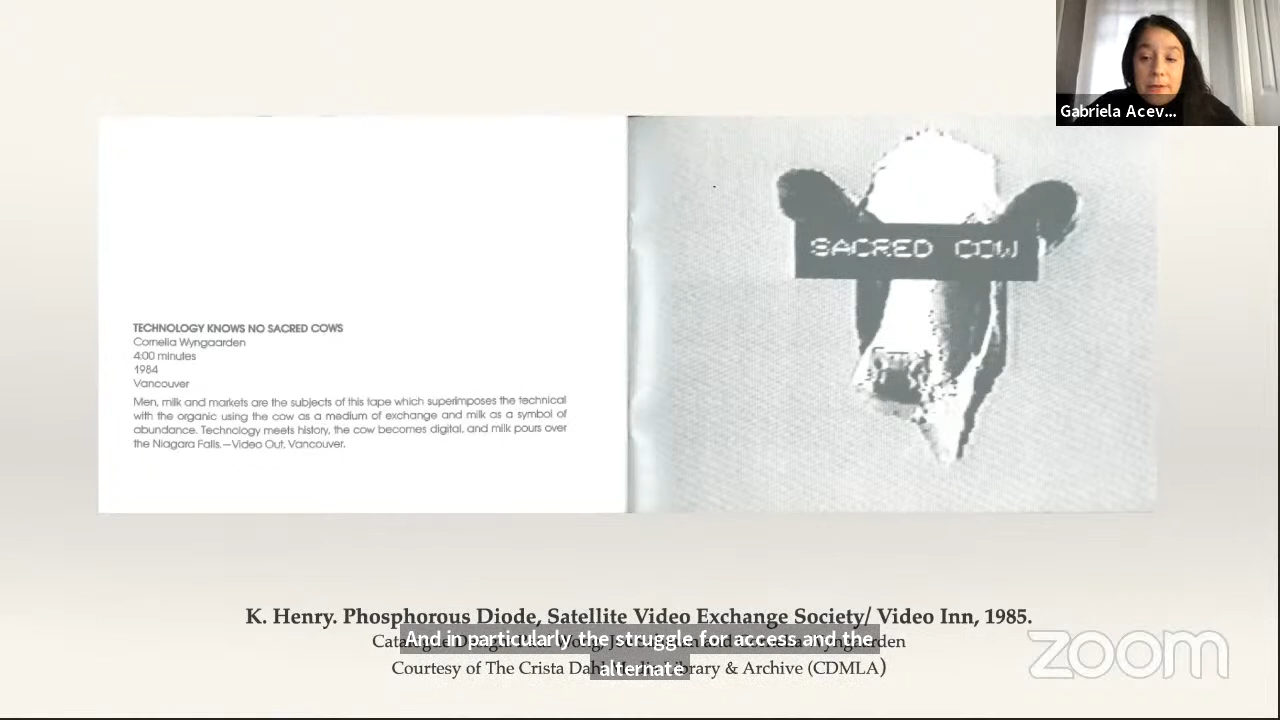 Gabriela Acev...
SACRED COW
TECHNOLOGY KNOWS NO SACRED COWS
Cornelia Wyngaarden
4:00 minutes
1984
Vancouver
Men, milk and markets are the subjects of this tape which superimposes the technical
with the organic using the cow as a medium of exchange and milk as a symbol of
abundance. Technology meets history, the cow becomes digital, and milk pours over
the Niagara Falls.—Video Out, Vancouver.
K. Henry. Phosphorous Diode, Satellite Video Exchange Society/ Video Inn, 1985.
And in particularly the struggle for access and the
alternate
Courtesy of The Crista Dahl Library & Archive (CDMLA)
zoom